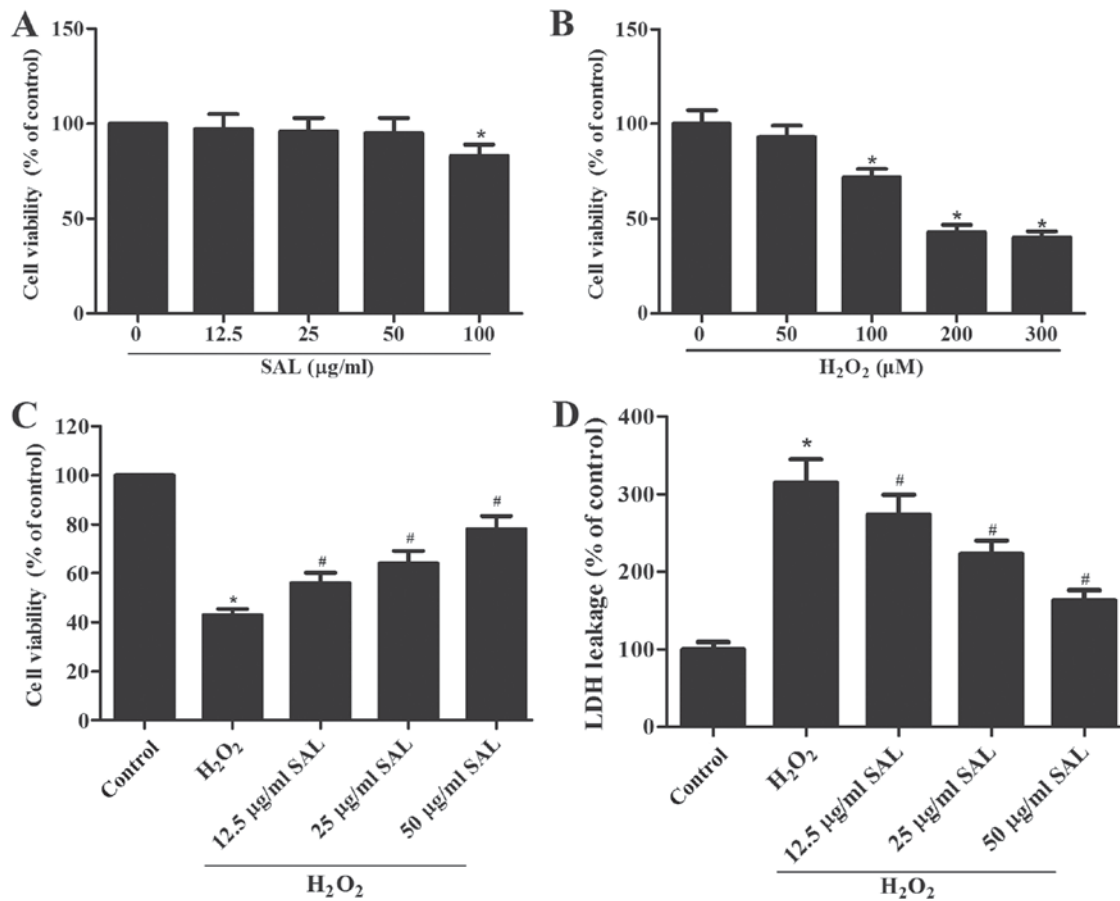 A
Cell viability (% of control)
150
100
50
0
*
0 12.5 25 50 100
SAL (µg/ml)
B
Cell viability (% of control)
150
100
50
0
*
*
*
0 50 100 200 300
H₂O₂ (µM)
C
Cell viability (% of control)
120
100
80
60
40
20
0
*
#
#
#
Control
H₂O₂
12.5 µg/ml SAL
25 µg/ml SAL
50 µg/ml SAL
H₂O₂
D
LDH leakage (% of control)
400
300
200
100
0
*
#
#
#
Control
H₂O₂
12.5 µg/ml SAL
25 µg/ml SAL
50 µg/ml SAL
H₂O₂